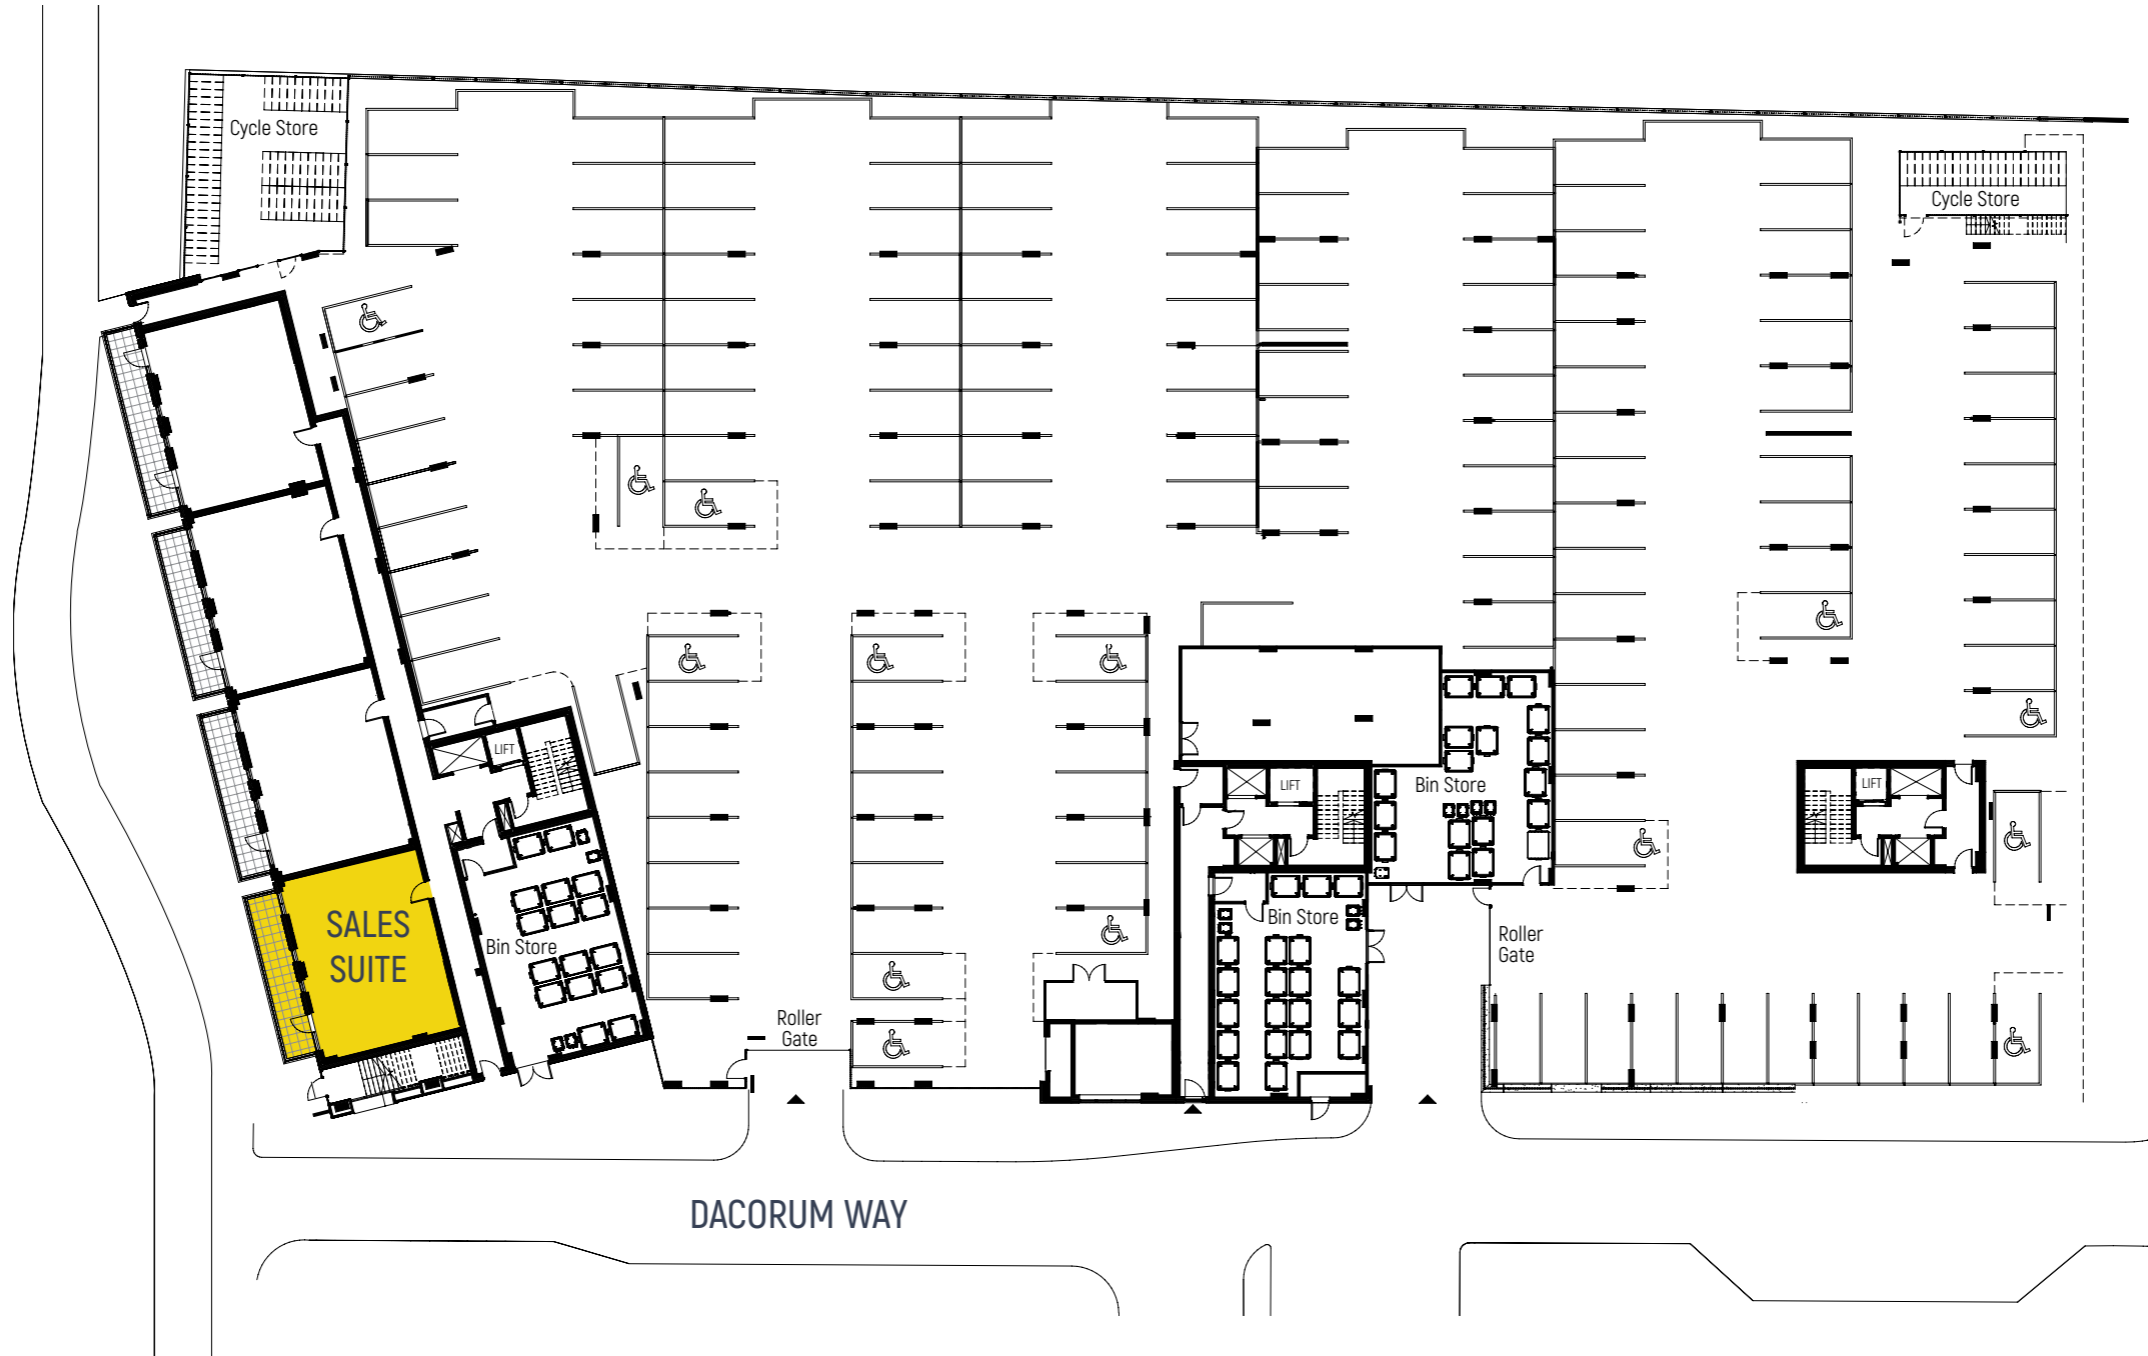 Cycle Store
Cycle Store
LIFT
LIFT
LIFT
Bin Store
SALES
SUITE
Bin Store
Bin Store
Roller
Gate
Roller
Gate
DACORUM WAY